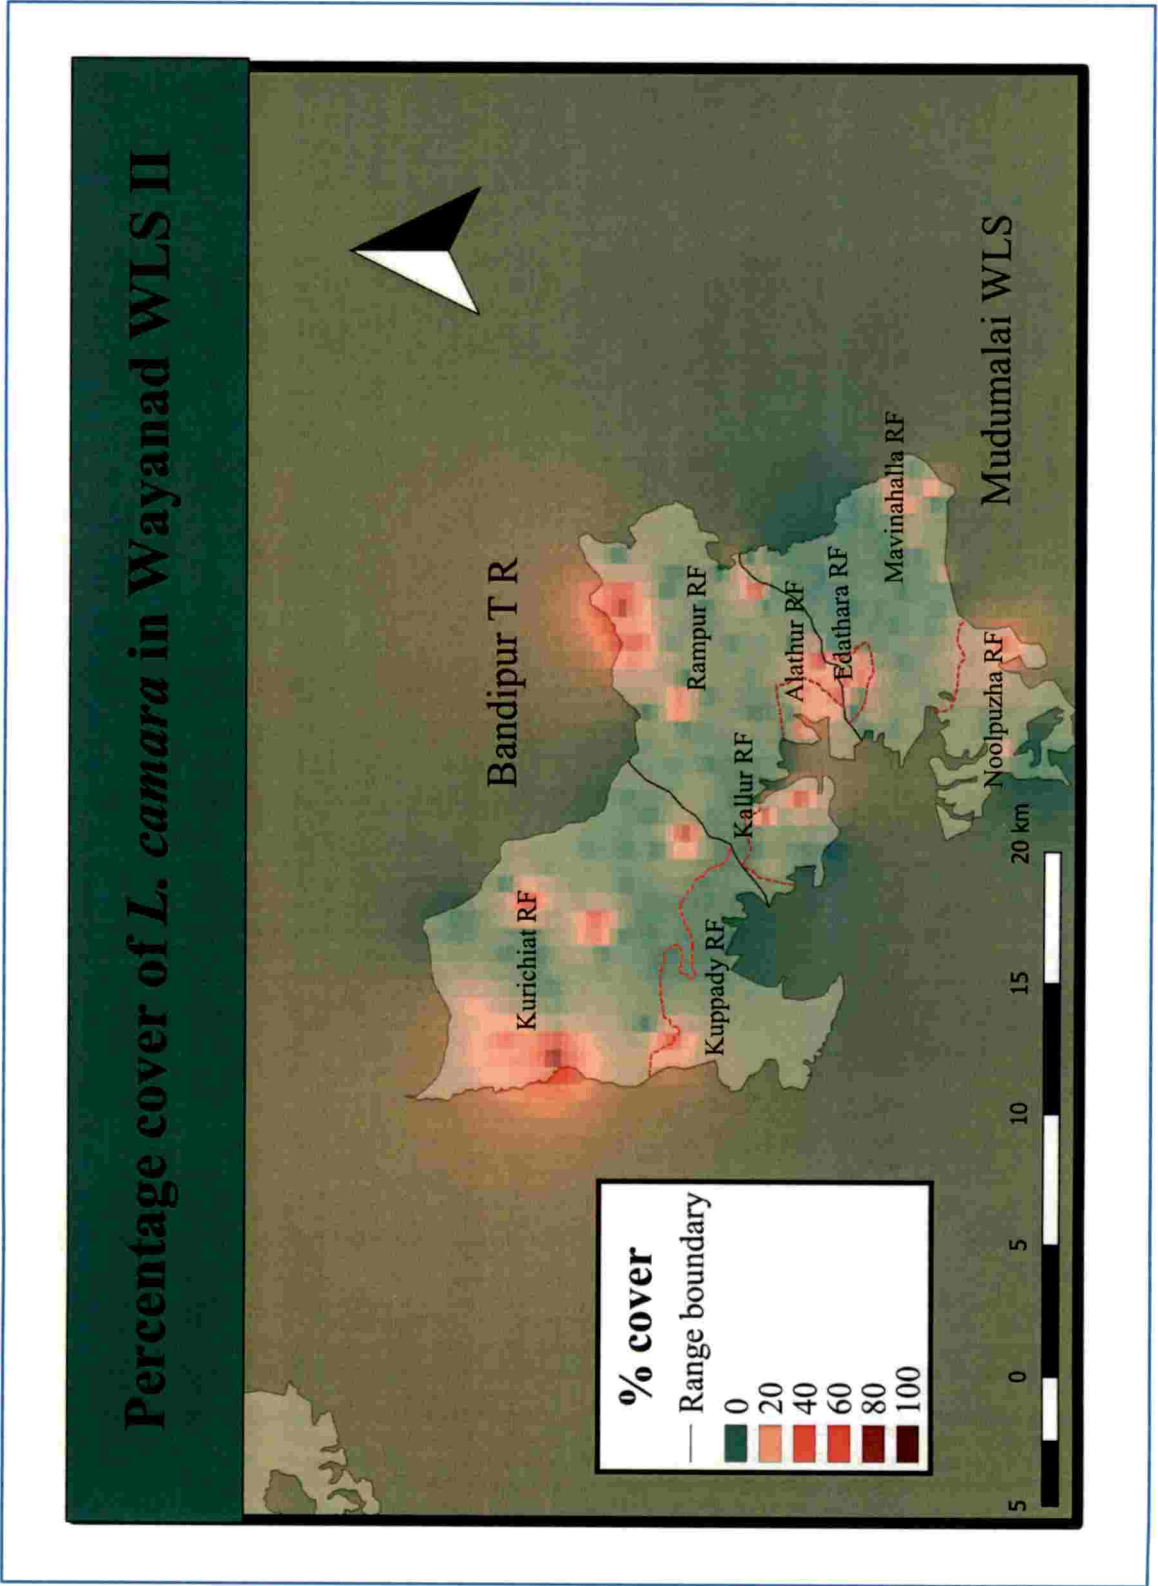 Percentage cover of L. camara in Wayanad WLS II
Bandipur T R
Kurichiat RF
Rampur RF
Kuppady RF
Kallur RF
Alathur RF
Edathara RF
Mavinahalla RF
Noolpuzha RF
Mudumalai WLS
% cover
Range boundary
0
20
40
60
80
100
5 0 5 10 15 20 km